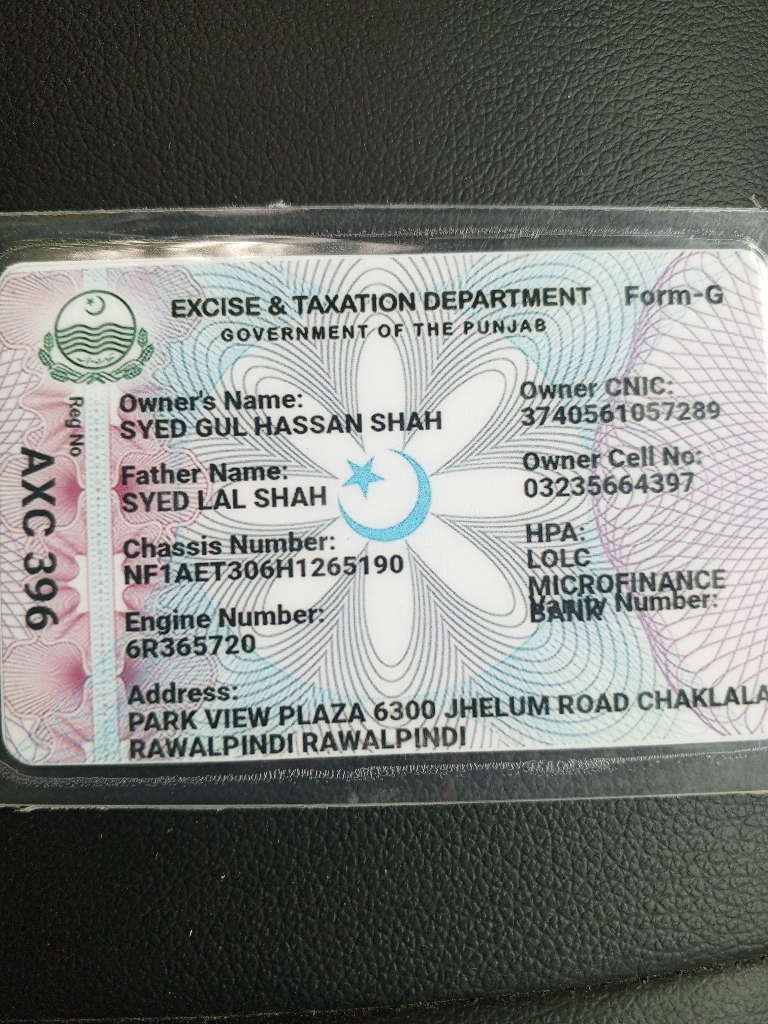 EXCISE & TAXATION DEPARTMENT Form-G
GOVERNMENT OF THE PUNJAB
Reg No
AXC 396
Owner's Name:
SYED GUL HASSAN SHAH
Father Name:
SYED LAL SHAH
Chassis Number:
NF1AET306H1265190
Engine Number:
6R365720
Address:
PARK VIEW PLAZA 6300 JHELUM ROAD CHAKLALA
RAWALPINDI RAWALPINDI
Owner CNIC:
3740561057289
Owner Cell No:
03235664397
HPA:
LOLC
MICROFINANCE
BANK
Number: